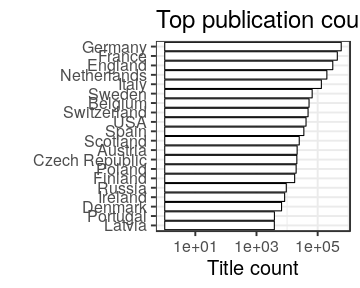 Top publication cou
Germany
France
England
Netherlands
Italy
Sweden
Belgium
Switzerland
USA
Spain
Scotland
Austria
Czech Republic
Poland
Finland
Russia
Ireland
Denmark
Portugal
Latvia
1e+01 1e+03 1e+05
Title count